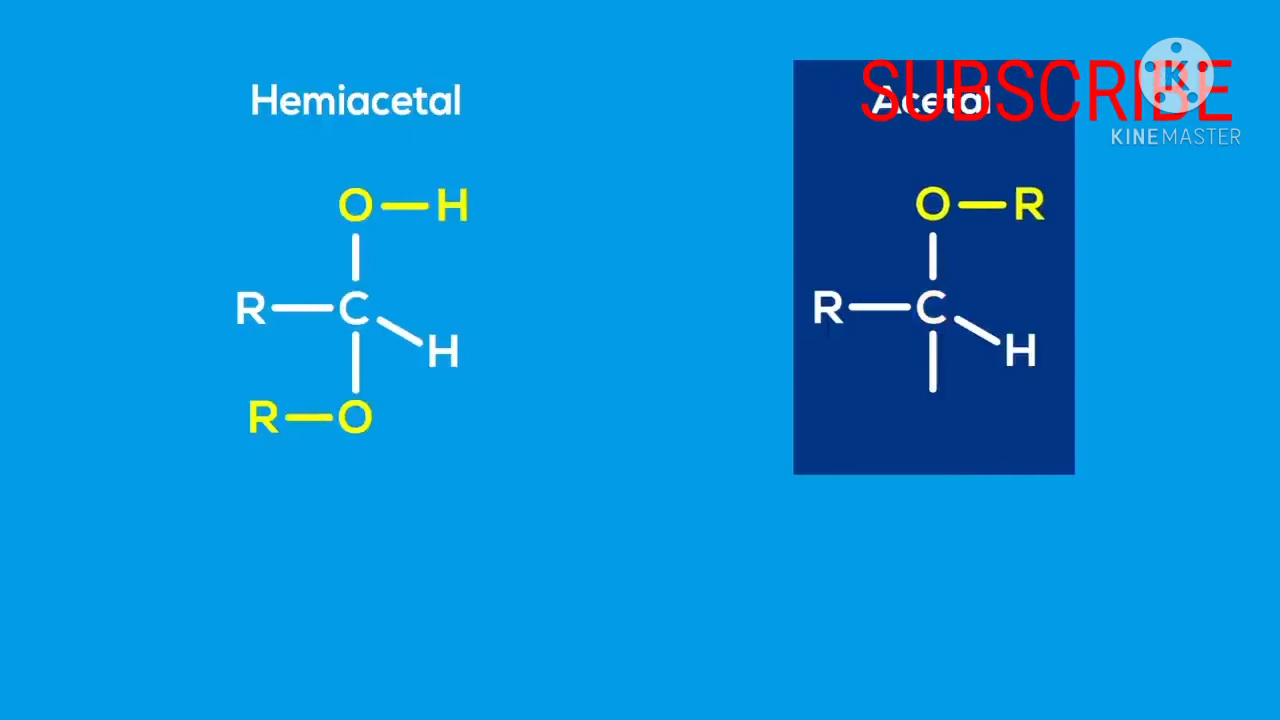 Hemiacetal
Acetal
SUBSCRIBE
K
KINEMASTER
O—H
R—C
H
R—O
O—R
R—C
H